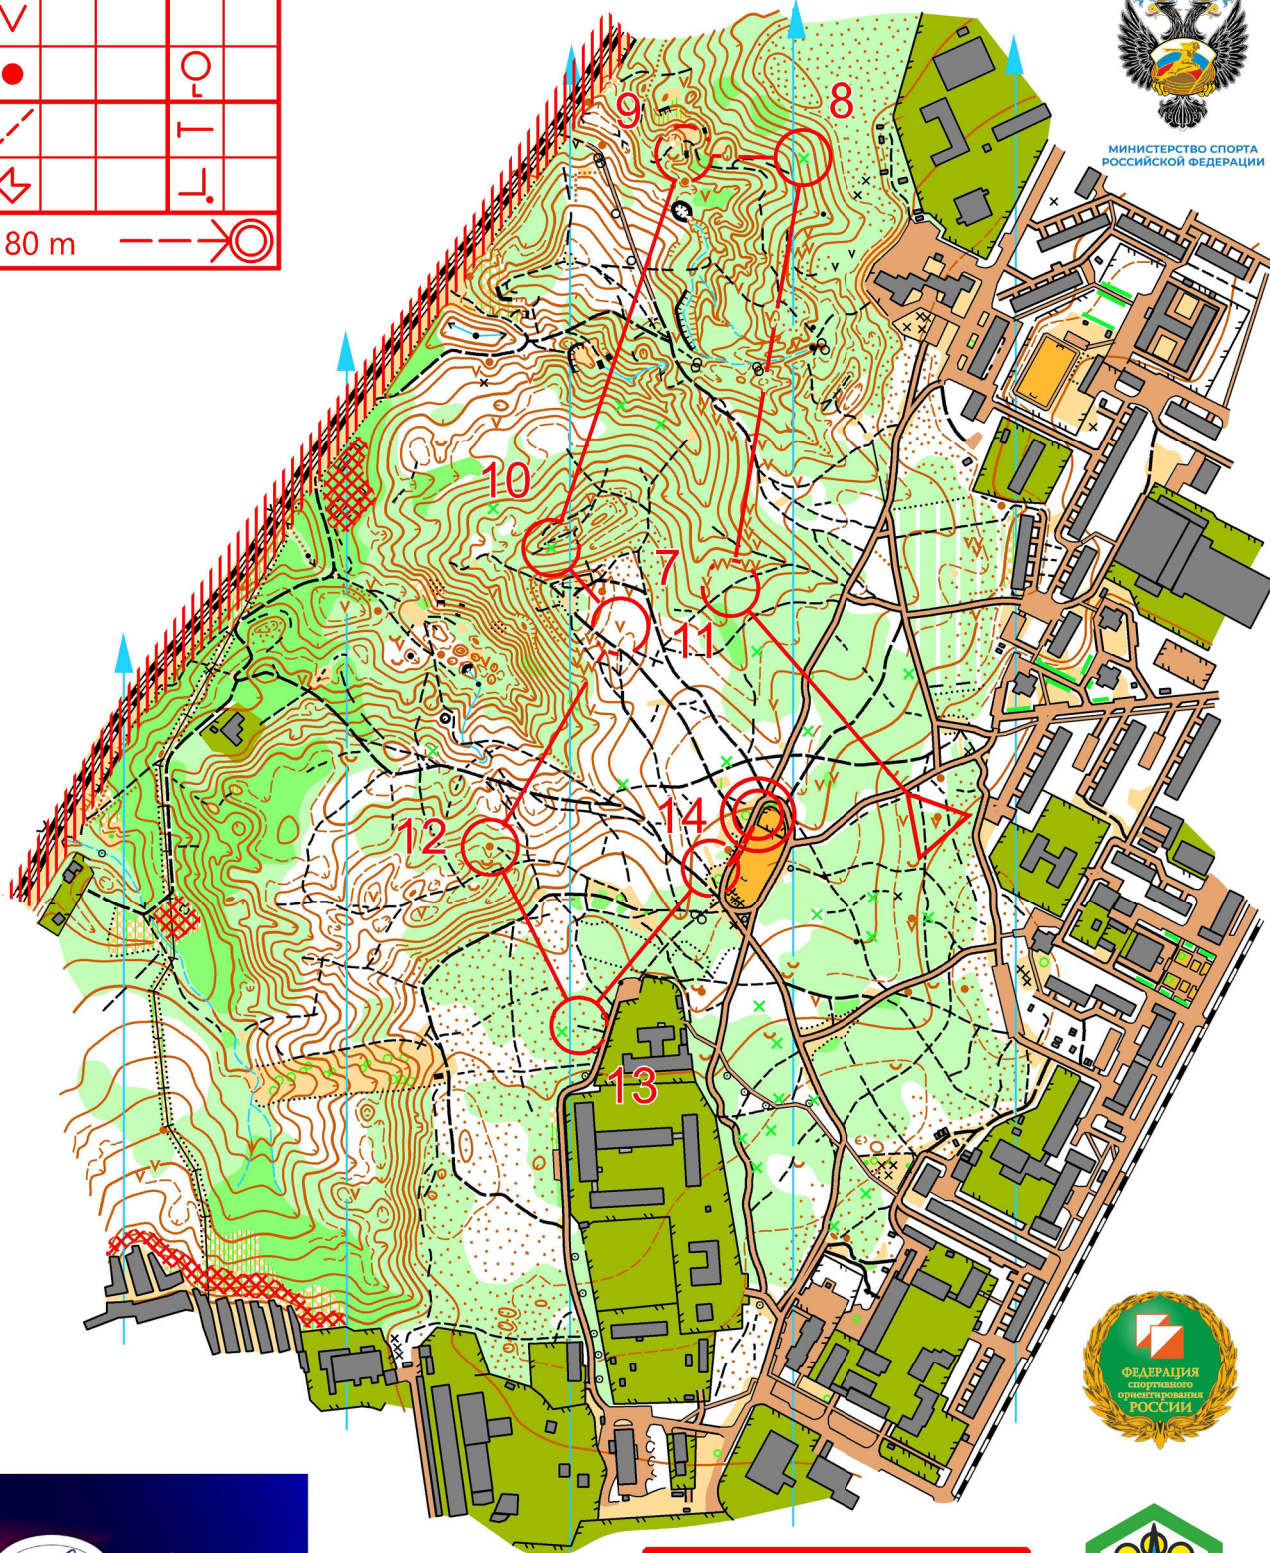 80 m
МИНИСТЕРСТВО СПОРТА
РОССИЙСКОЙ ФЕДЕРАЦИИ
9
8
10
7
11
12
14
13
ФЕДЕРАЦИЯ
спортивного
ориентирования
РОССИИ